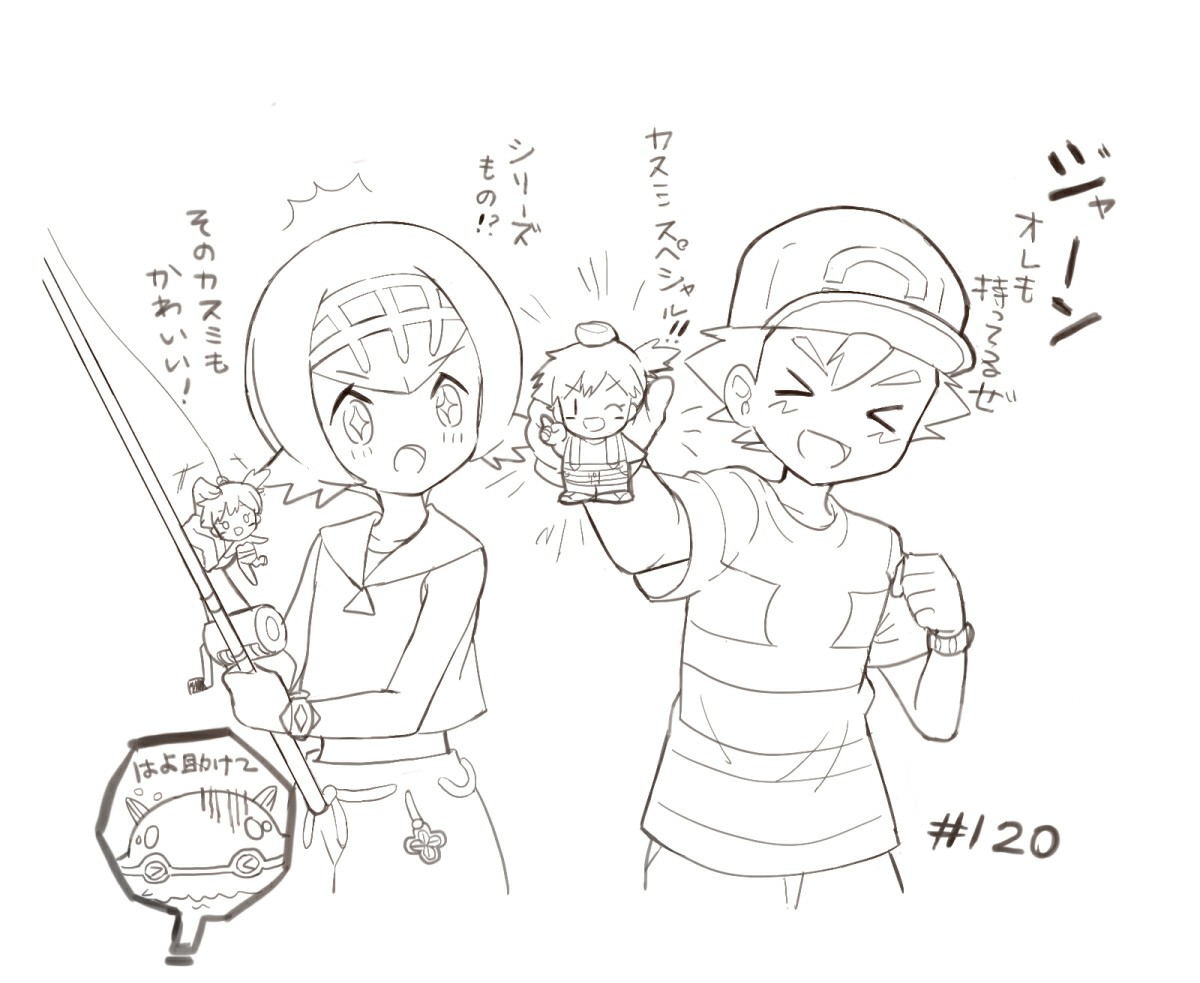 ジャーン
オレも
持ってるぜ
カスミスペシャル!!
シリーズ
もの!?
そのカスミも
かわいい!
はよ助けて
#120